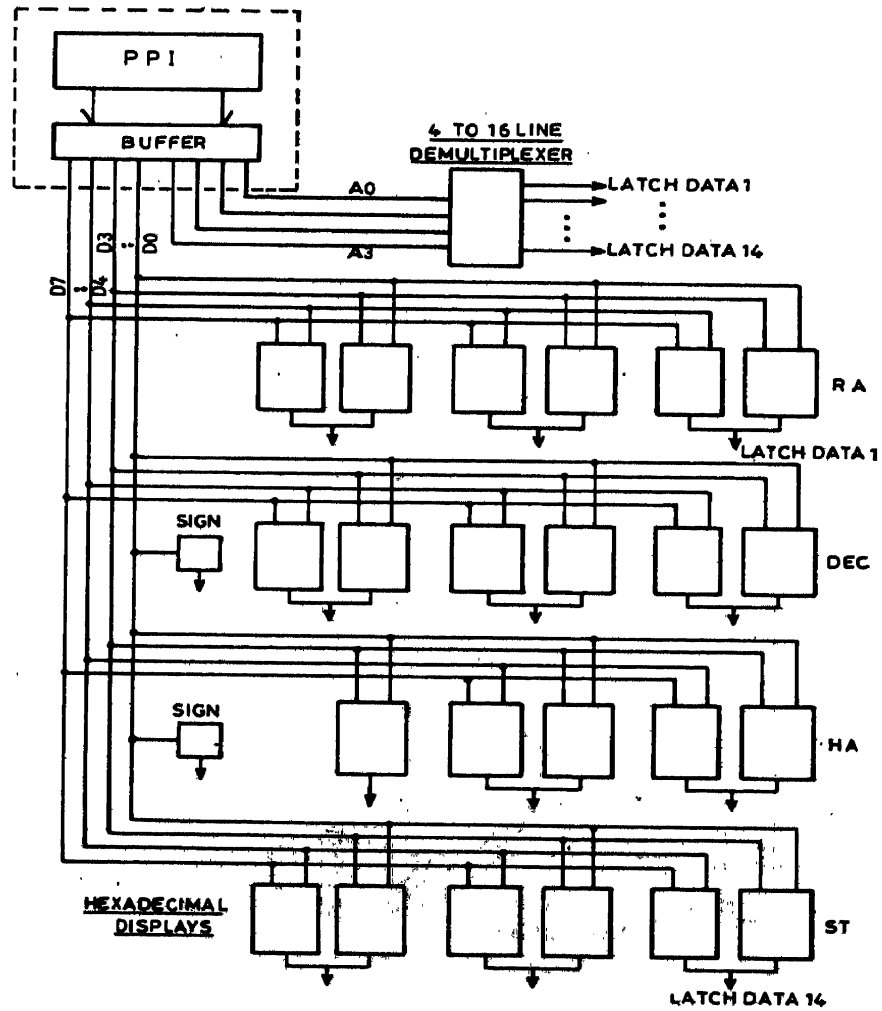 PPI
BUFFER
4 TO 16 LINE
DEMULTIPLEXER
A0
A3
LATCH DATA 1
LATCH DATA 14
D3
D0
D7
D4
RA
LATCH DATA 1
SIGN
DEC
SIGN
HA
HEXADECIMAL
DISPLAYS
ST
LATCH DATA 14